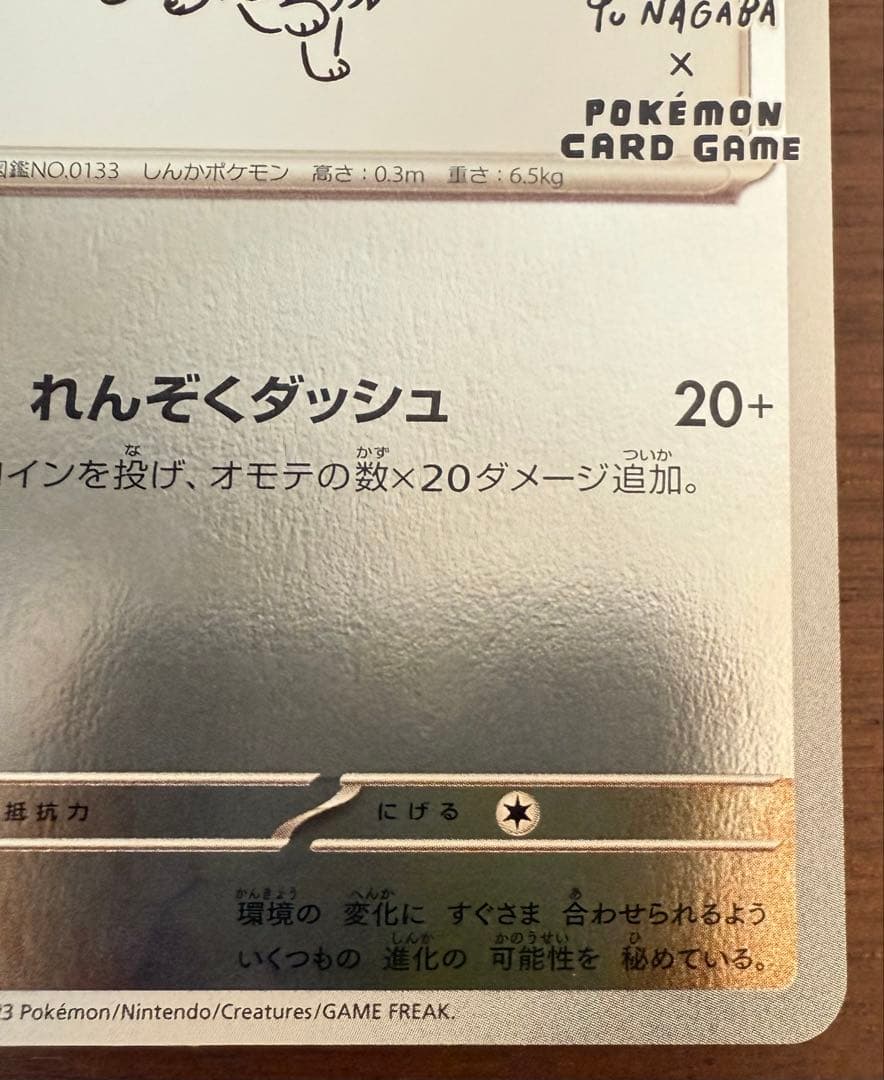 Yu NAGABA
×
POKÉMON
CARD GAME
図鑑NO.0133 しんかポケモン 高さ:0.3m 重さ:6.5kg
れんぞくダッシュ 20+
インを投げ、オモテの数×20ダメージ追加。
抵抗力 にげる
環境の 変化に すぐさま 合わせられるよう
いくつもの 進化の 可能性を 秘めている。
23 Pokémon/Nintendo/Creatures/GAME FREAK.